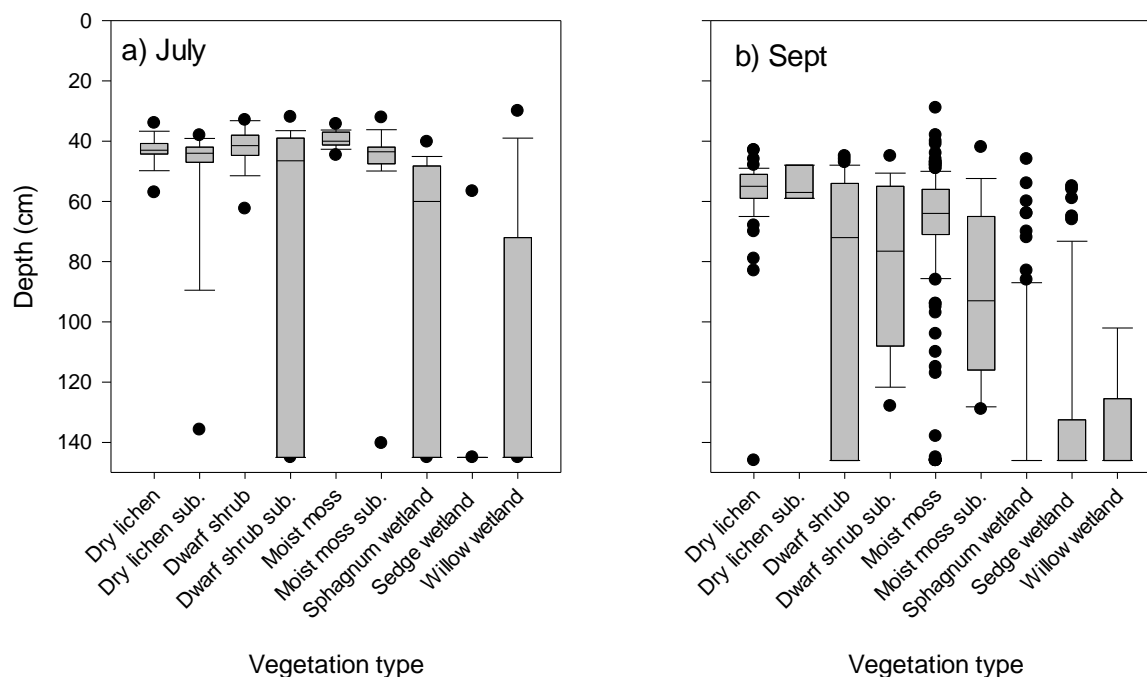 a) July
b) Sept
Depth (cm)
0
20
40
60
80
100
120
140
Dry lichen
Dry lichen sub.
Dwarf shrub
Dwarf shrub sub.
Moist moss
Moist moss sub.
Sphagnum wetland
Sedge wetland
Willow wetland
Dry lichen
Dry lichen sub.
Dwarf shrub
Dwarf shrub sub.
Moist moss
Moist moss sub.
Sphagnum wetland
Sedge wetland
Willow wetland
Vegetation type
Vegetation type